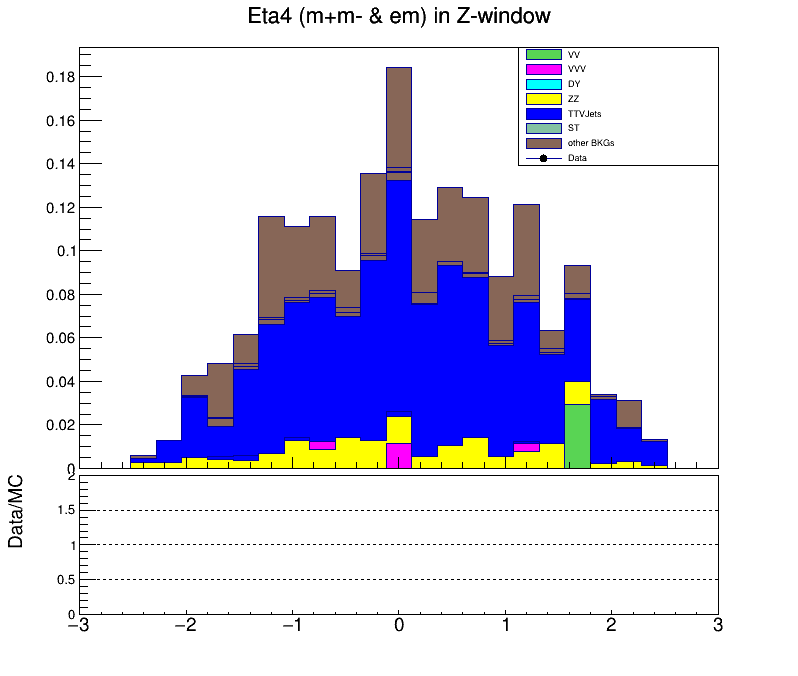 Eta4 (m+m- & em) in Z-window
VV
VVV
DY
ZZ
TTVJets
ST
other BKGs
Data
0.18
0.16
0.14
0.12
0.1
0.08
0.06
0.04
0.02
0
Data/MC
2
1.5
1
0.5
0
−3 −2 −1 0 1 2 3